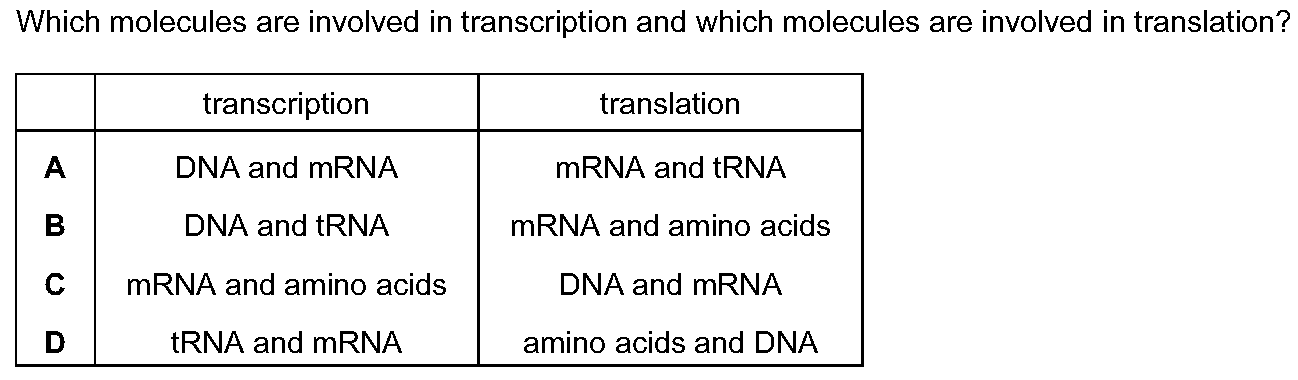 Which molecules are involved in transcription and which molecules are involved in translation?
transcription translation
A DNA and mRNA mRNA and tRNA
B DNA and tRNA mRNA and amino acids
C mRNA and amino acids DNA and mRNA
D tRNA and mRNA amino acids and DNA